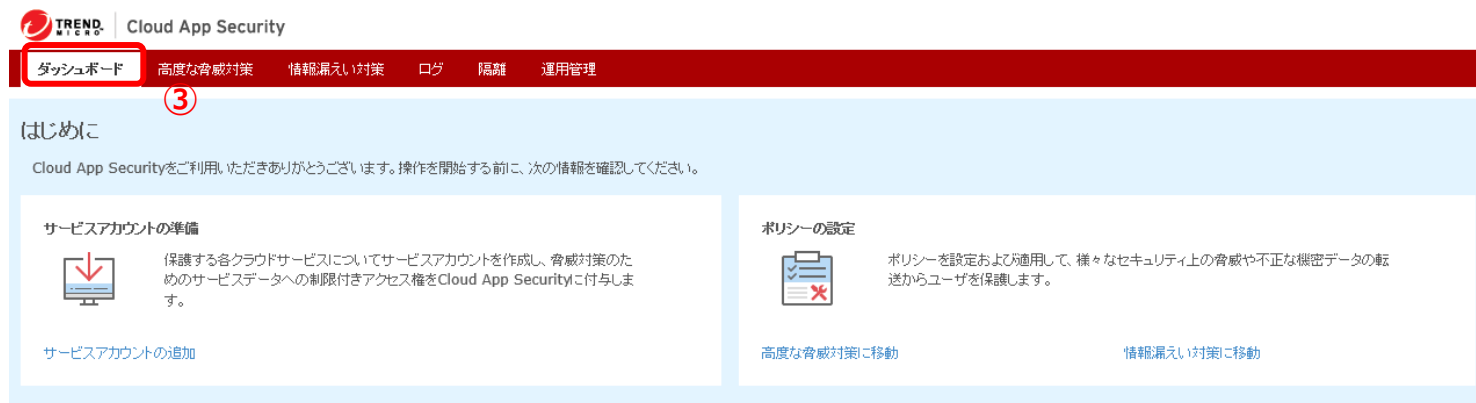 TREND MICRO Cloud App Security
ダッシュボード 高度な脅威対策 情報漏えい対策 ログ 隔離 運用管理
③
はじめに
Cloud App Securityをご利用いただきありがとうございます。操作を開始する前に、次の情報を確認してください。
サービスアカウントの準備
保護する各クラウドサービスについてサービスアカウントを作成し、脅威対策のた
めのサービスデータへの制限付きアクセス権をCloud App Securityに付与しま
す。
サービスアカウントの追加
ポリシーの設定
ポリシーを設定および適用して、様々なセキュリティ上の脅威や不正な機密データの転
送からユーザを保護します。
高度な脅威対策に移動 情報漏えい対策に移動